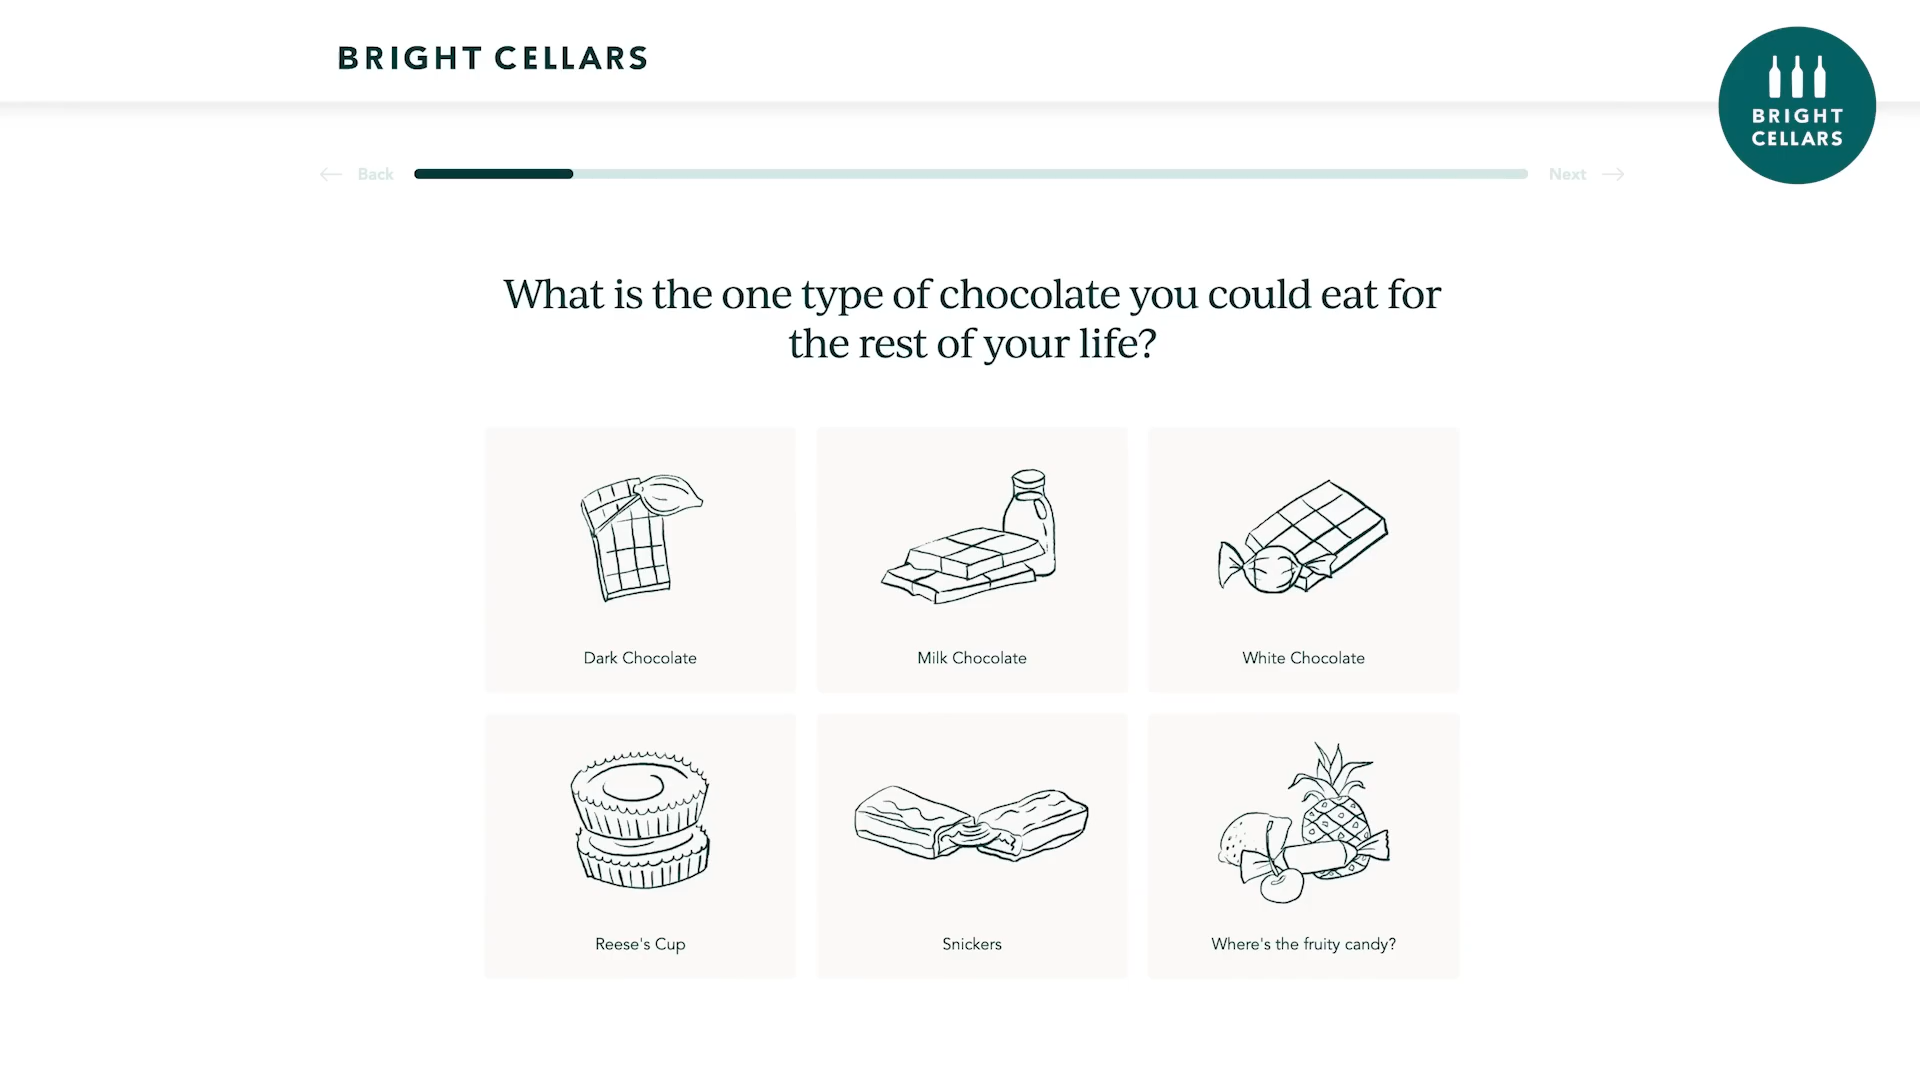 BRIGHT CELLARS
BRIGHT
CELLARS
Back
Next
What is the one type of chocolate you could eat for
the rest of your life?
Dark Chocolate
Milk Chocolate
White Chocolate
Reese's Cup
Snickers
Where's the fruity candy?